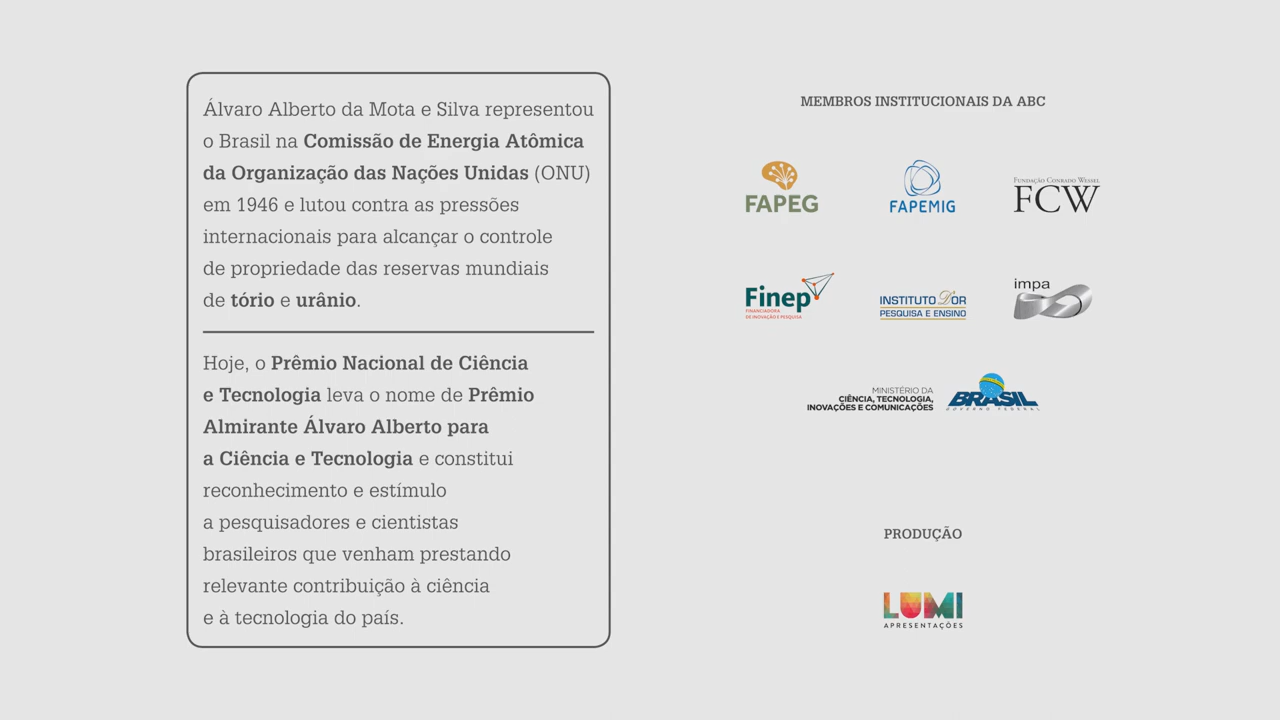 Álvaro Alberto da Mota e Silva representou
o Brasil na Comissão de Energia Atômica
da Organização das Nações Unidas (ONU)
em 1946 e lutou contra as pressões
internacionais para alcançar o controle
de propriedade das reservas mundiais
de tório e urânio.
Hoje, o Prêmio Nacional de Ciência
e Tecnologia leva o nome de Prêmio
Almirante Álvaro Alberto para
a Ciência e Tecnologia e constitui
reconhecimento e estímulo
a pesquisadores e cientistas
brasileiros que venham prestando
relevante contribuição à ciência
e à tecnologia do país.
MEMBROS INSTITUCIONAIS DA ABC
FAPEG
FAPEMIG
FUNDAÇÃO CONRADO WESSEL
FCW
Finep
FINANCIADORA
DE INOVAÇÃO E PESQUISA
INSTITUTO D'OR
PESQUISA E ENSINO
impa
MINISTÉRIO DA
CIÊNCIA, TECNOLOGIA,
INOVAÇÕES E COMUNICAÇÕES
BRASIL
GOVERNO FEDERAL
PRODUÇÃO
LUMI
APRESENTAÇÕES